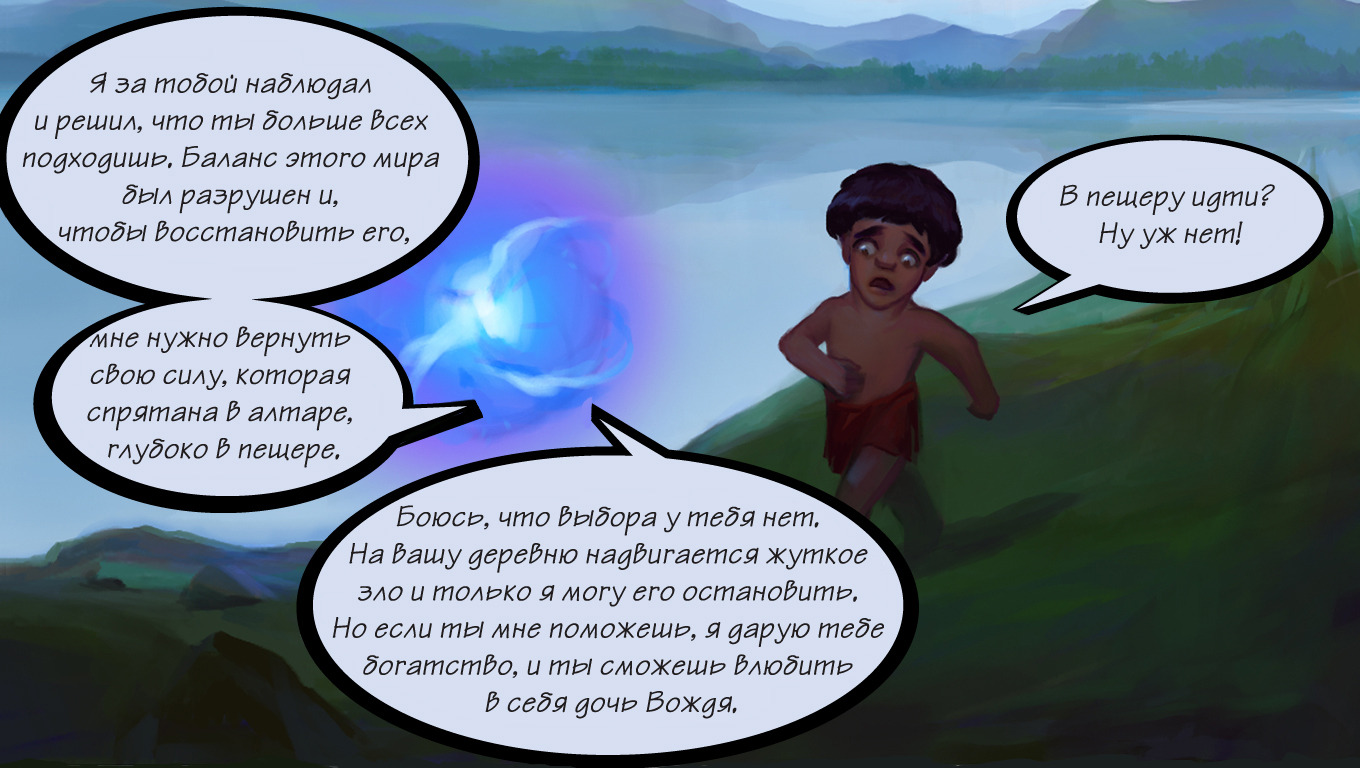 Я за тобой наблюдал
и решил, что ты больше всех
подходишь. Баланс этого мира
был разрушен и,
чтобы восстановить его,
мне нужно вернуть
свою силу, которая
спрятана в алтаре,
глубоко в пещере.
В пещеру идти?
Ну уж нет!
Боюсь, что выбора у тебя нет.
На вашу деревню надвигается жуткое
зло и только я могу его остановить.
Но если ты мне поможешь, я дарую тебе
богатство, и ты сможешь влюбить
в себя дочь Вождя.